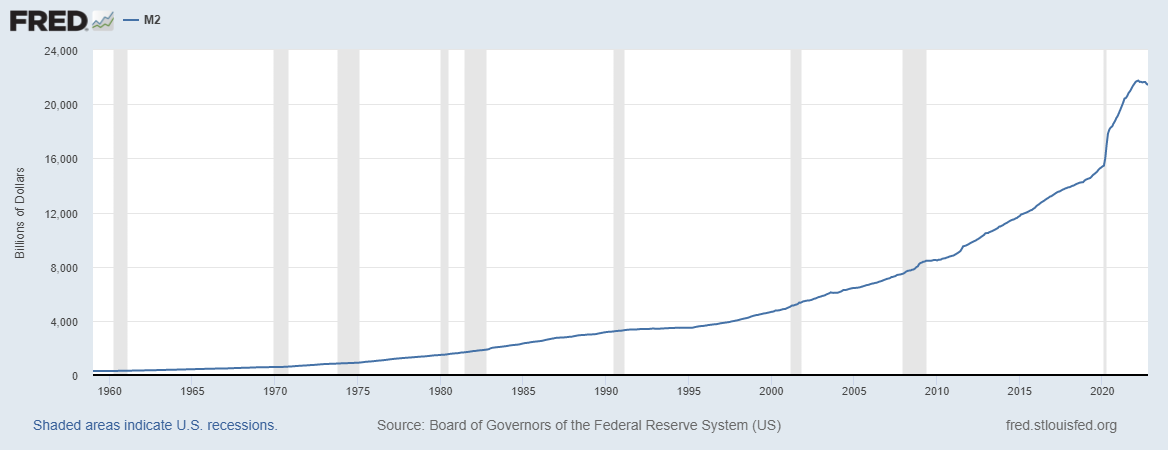 FRED M2
24,000
20,000
16,000
12,000
8,000
4,000
0
Billions of Dollars
1960 1965 1970 1975 1980 1985 1990 1995 2000 2005 2010 2015 2020
Shaded areas indicate U.S. recessions. Source: Board of Governors of the Federal Reserve System (US) fred.stlouisfed.org